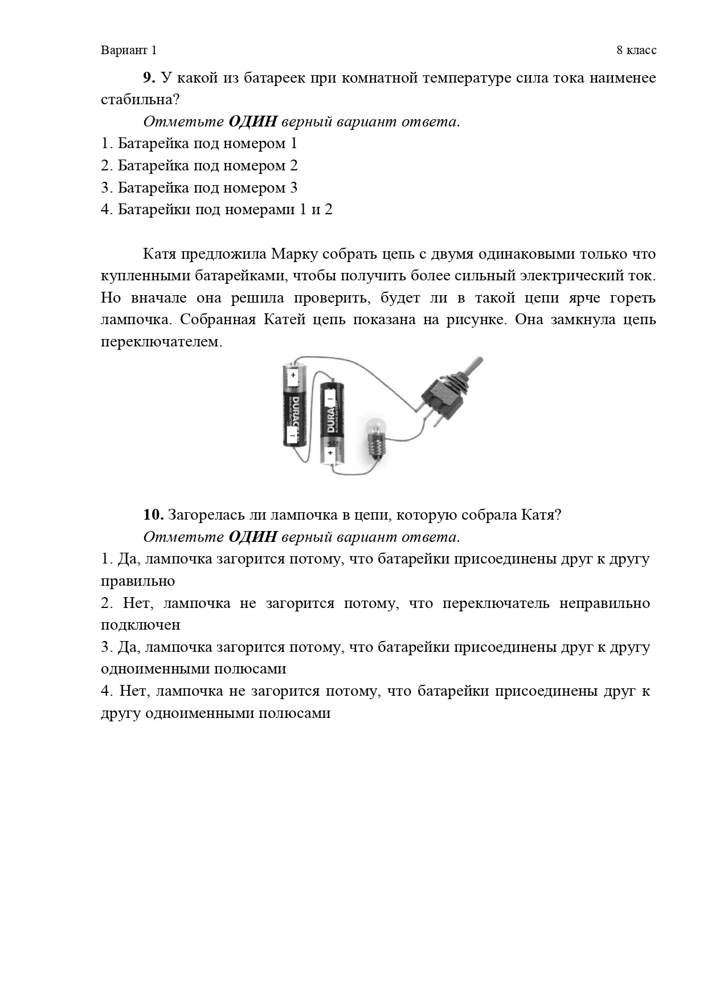 Вариант 1
8 класс
9. У какой из батареек при комнатной температуре сила тока наименее
стабильна?
Отметьте ОДИН верный вариант ответа.
1. Батарейка под номером 1
2. Батарейка под номером 2
3. Батарейка под номером 3
4. Батарейки под номерами 1 и 2
Катя предложила Марку собрать цепь с двумя одинаковыми только что
купленными батарейками, чтобы получить более сильный электрический ток.
Но вначале она решила проверить, будет ли в такой цепи ярче гореть
лампочка. Собранная Катей цепь показана на рисунке. Она замкнула цепь
переключателем.
+
–
–
+
DURAC
ALKALINE BATTER
DURA
ALKALINE BATTERY
10. Загорелась ли лампочка в цепи, которую собрала Катя?
Отметьте ОДИН верный вариант ответа.
1. Да, лампочка загорится потому, что батарейки присоединены друг к другу
правильно
2. Нет, лампочка не загорится потому, что переключатель неправильно
подключен
3. Да, лампочка загорится потому, что батарейки присоединены друг к другу
одноименными полюсами
4. Нет, лампочка не загорится потому, что батарейки присоединены друг к
другу одноименными полюсами